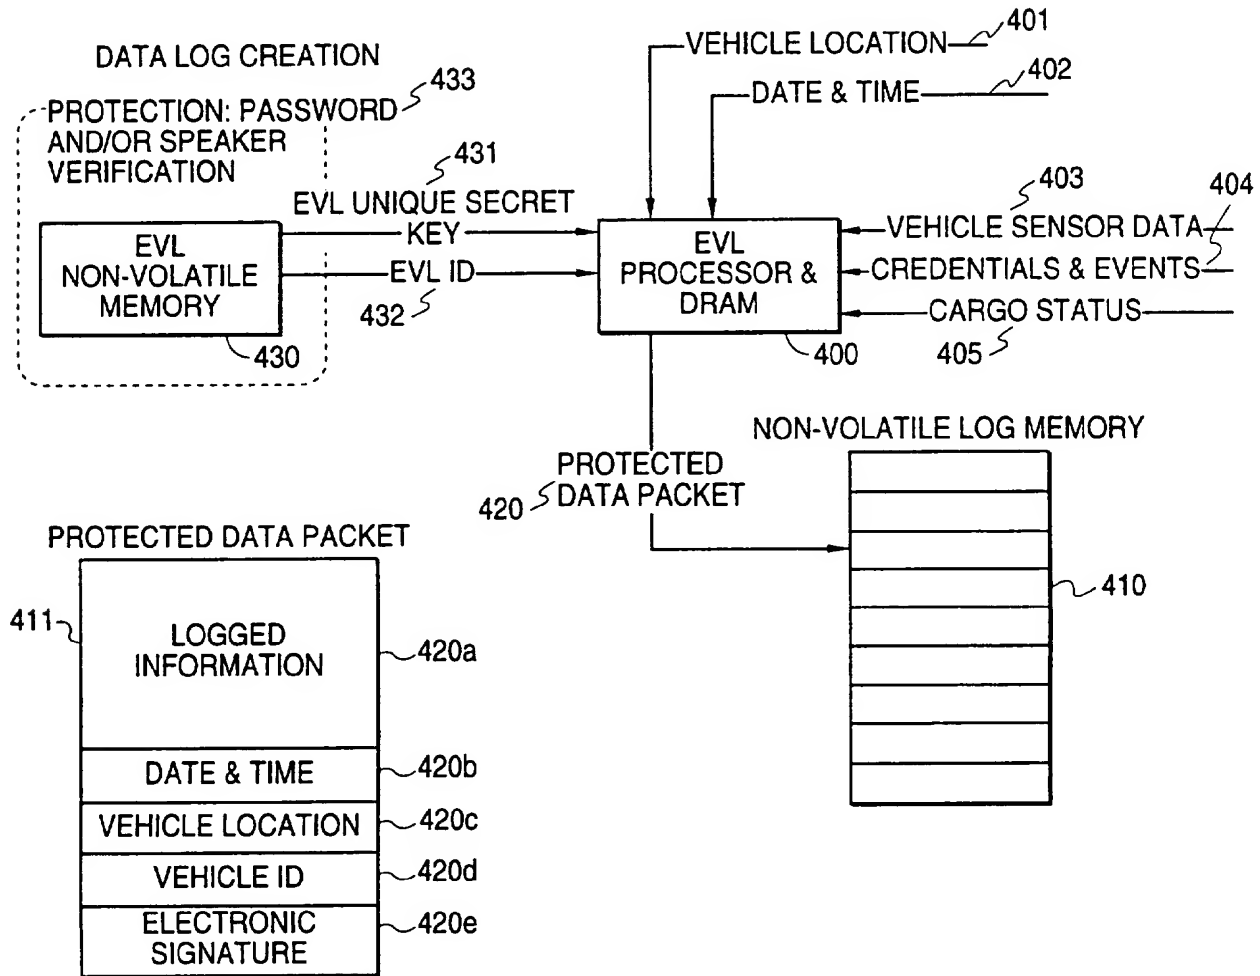 DATA LOG CREATION
PROTECTION: PASSWORD
AND/OR SPEAKER
VERIFICATION
433
431
EVL UNIQUE SECRET
KEY
EVL ID
432
EVL
NON-VOLATILE
MEMORY
430
VEHICLE LOCATION
401
DATE & TIME
402
403
404
VEHICLE SENSOR DATA
CREDENTIALS & EVENTS
CARGO STATUS
405
EVL
PROCESSOR &
DRAM
400
PROTECTED
DATA PACKET
420
NON-VOLATILE LOG MEMORY
410
PROTECTED DATA PACKET
411
LOGGED
INFORMATION
420a
DATE & TIME
420b
VEHICLE LOCATION
420c
VEHICLE ID
420d
ELECTRONIC
SIGNATURE
420e